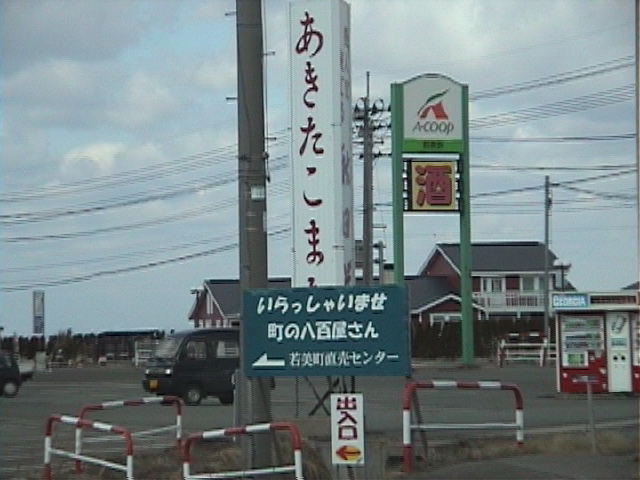 あきたこまち
A·COOP
酒
いらっしゃいませ
町の八百屋さん
若美町直売センター
出入口
GEORGIA